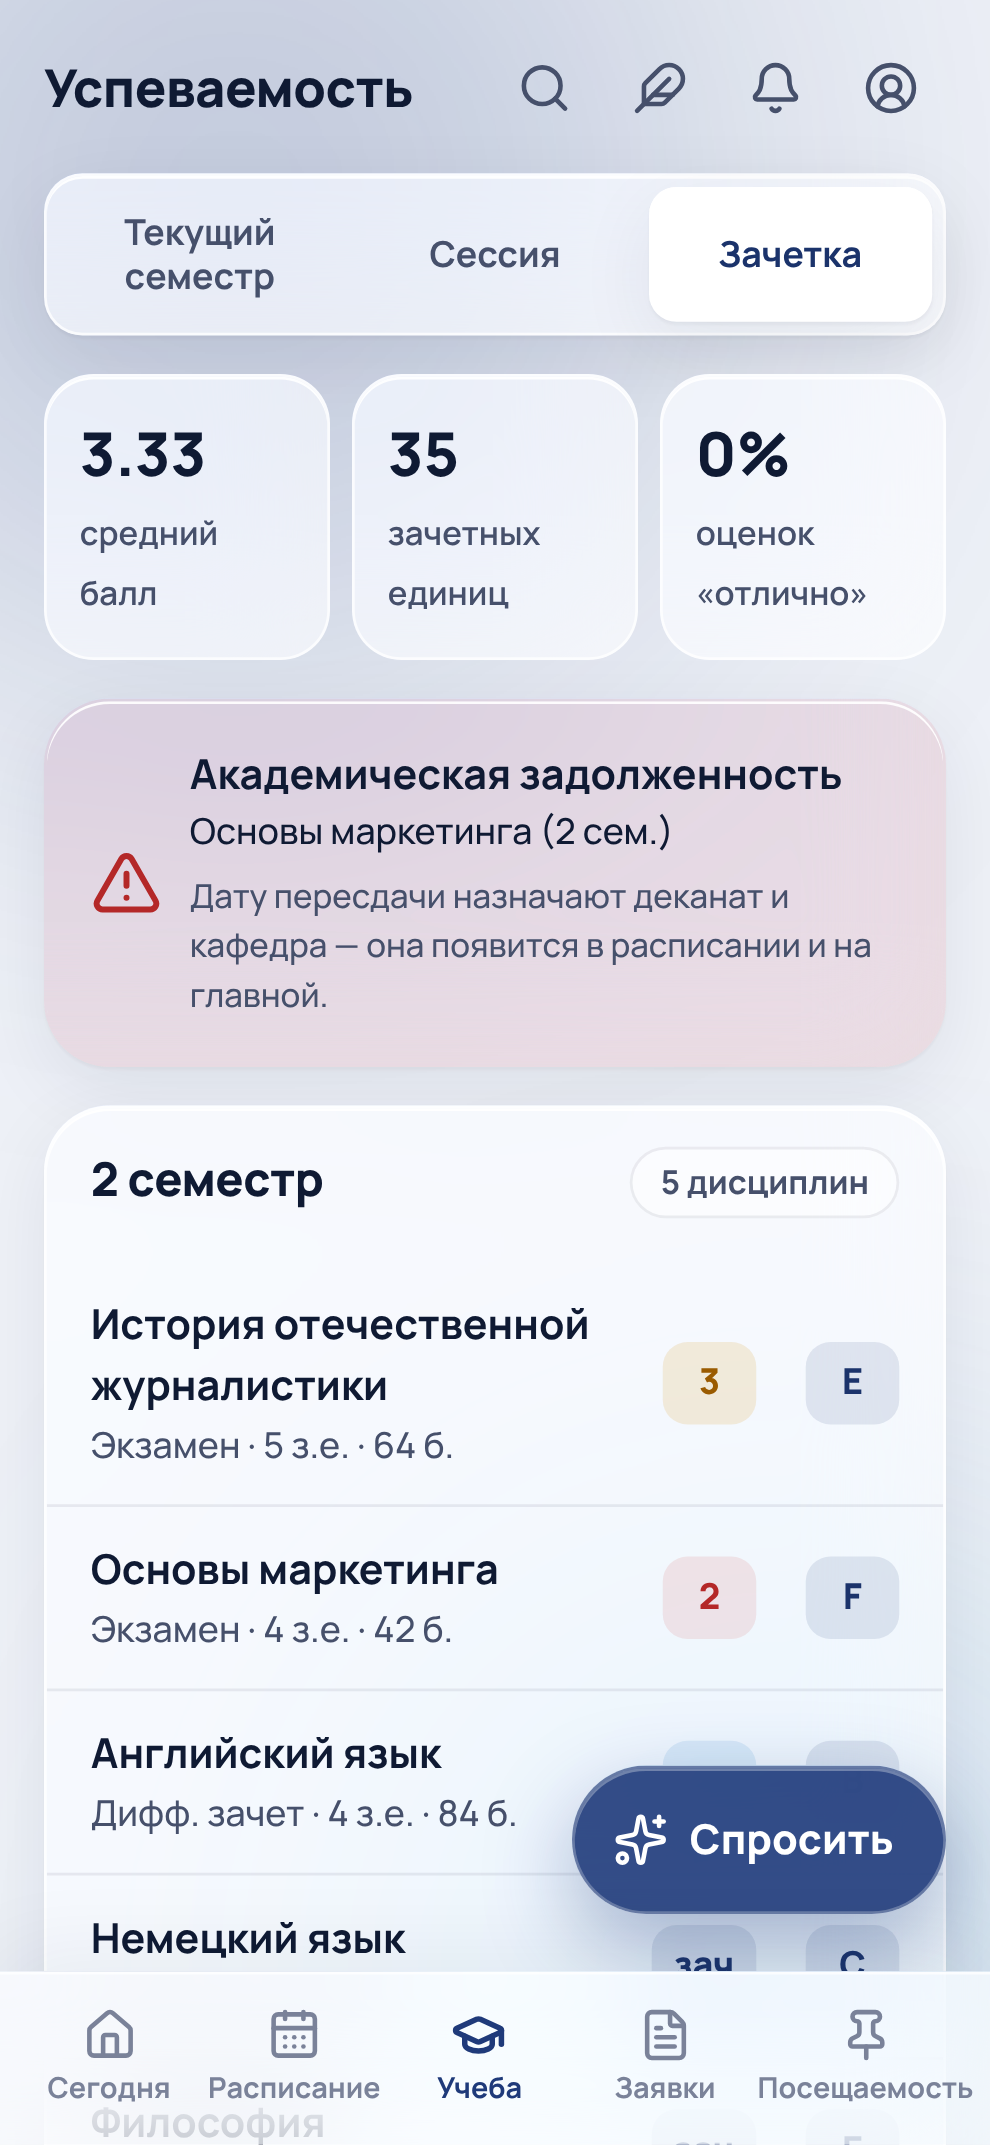 Успеваемость
Текущий
семестр
Сессия
Зачетка
3.33
средний
балл
35
зачетных
единиц
0%
оценок
«отлично»
Академическая задолженность
Основы маркетинга (2 сем.)
Дату пересдачи назначают деканат и
кафедра — она появится в расписании и на
главной.
2 семестр
5 дисциплин
История отечественной
журналистики
Экзамен · 5 з.е. · 64 б.
3
E
Основы маркетинга
Экзамен · 4 з.е. · 42 б.
2
F
Английский язык
Дифф. зачет · 4 з.е. · 84 б.
Спросить
Немецкий язык
зач
C
Сегодня
Расписание
Учеба
Заявки
Посещаемость
Философия